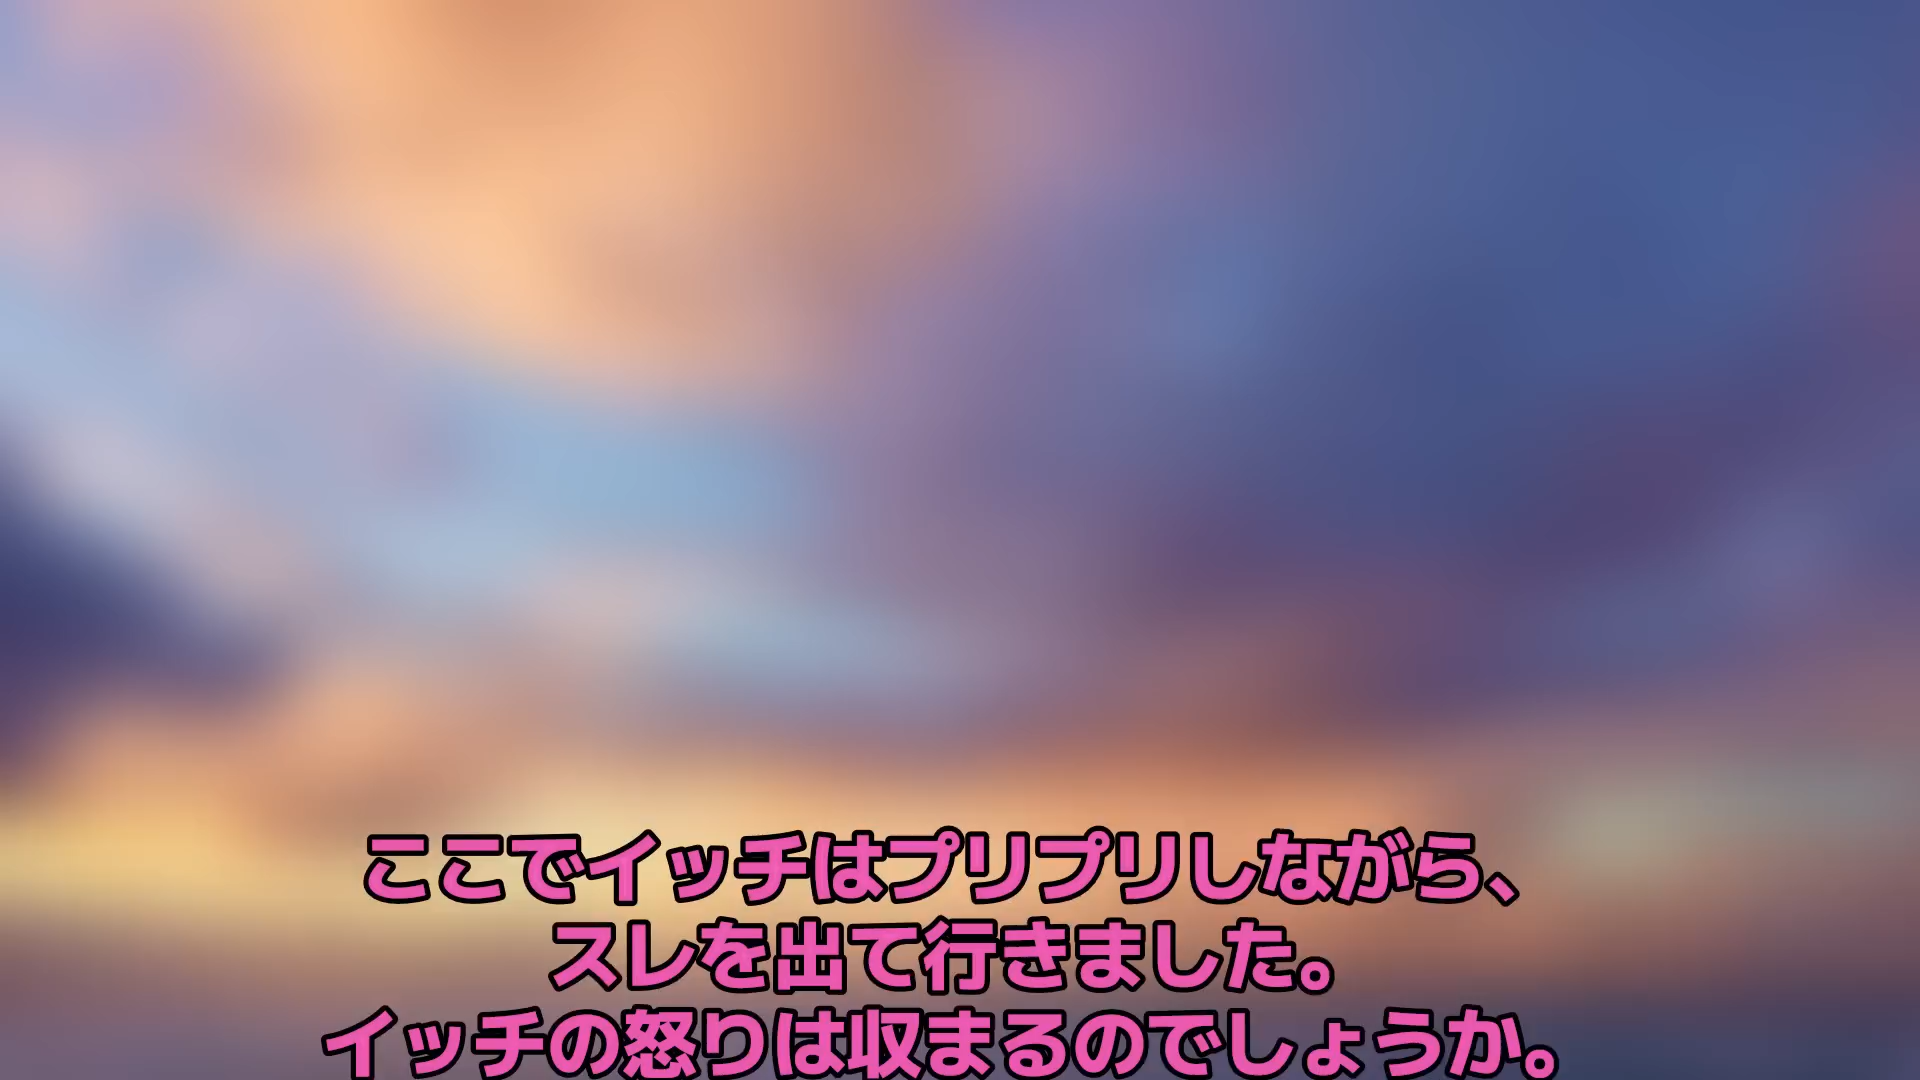 ここでイッチはプリプリしながら、
スレを出て行きました。
イッチの怒りは収まるのでしょうか。